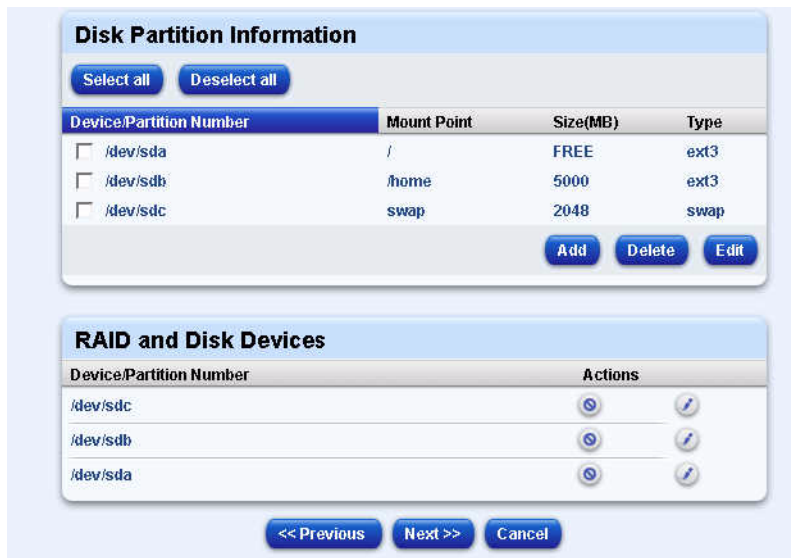 Disk Partition Information
Select all Deselect all
Device/Partition Number Mount Point Size(MB) Type
/dev/sda / FREE ext3
/dev/sdb /home 5000 ext3
/dev/sdc swap 2048 swap
Add Delete Edit
RAID and Disk Devices
Device/Partition Number Actions
/dev/sdc
/dev/sdb
/dev/sda
<< Previous Next >> Cancel